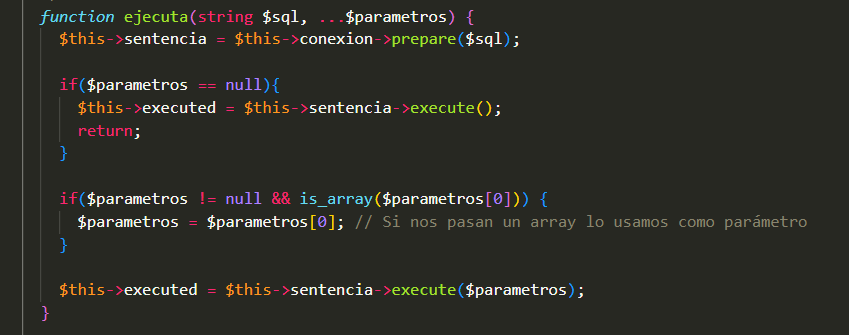 function ejecuta(string $sql, ...$parametros) {
$this->sentencia = $this->conexion->prepare($sql);
if($parametros == null){
$this->executed = $this->sentencia->execute();
return;
}
if($parametros != null && is_array($parametros[0])) {
$parametros = $parametros[0]; // Si nos pasan un array lo usamos como parámetro
}
$this->executed = $this->sentencia->execute($parametros);
}